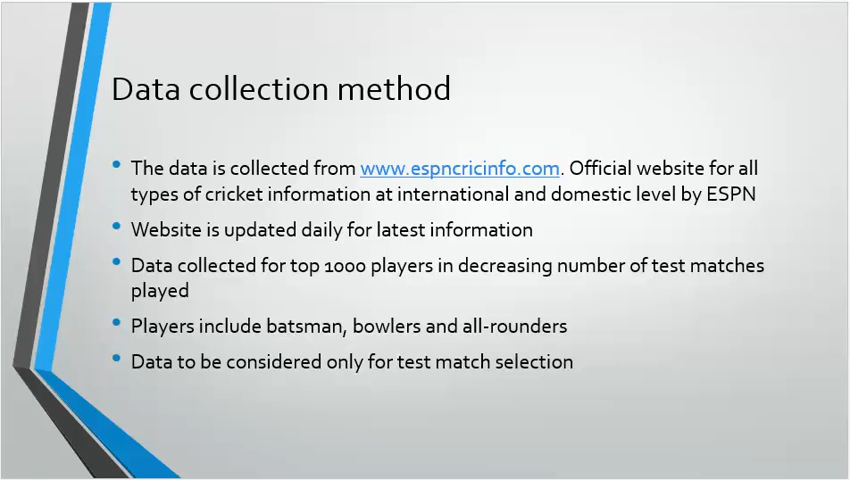 Data collection method
• The data is collected from www.espncricinfo.com. Official website for all
types of cricket information at international and domestic level by ESPN
• Website is updated daily for latest information
• Data collected for top 1000 players in decreasing number of test matches
played
• Players include batsman, bowlers and all-rounders
• Data to be considered only for test match selection